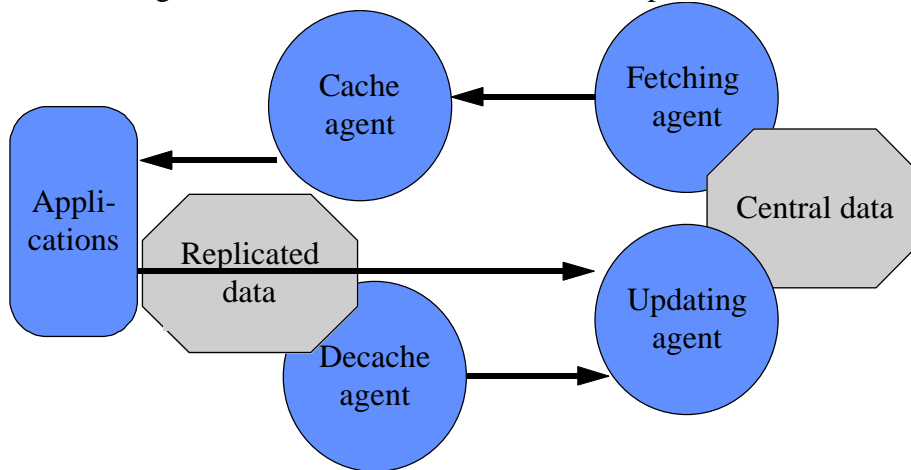 Cache
agent
Fetching
agent
Appli-
cations
Replicated
data
Central data
Updating
agent
Decache
agent